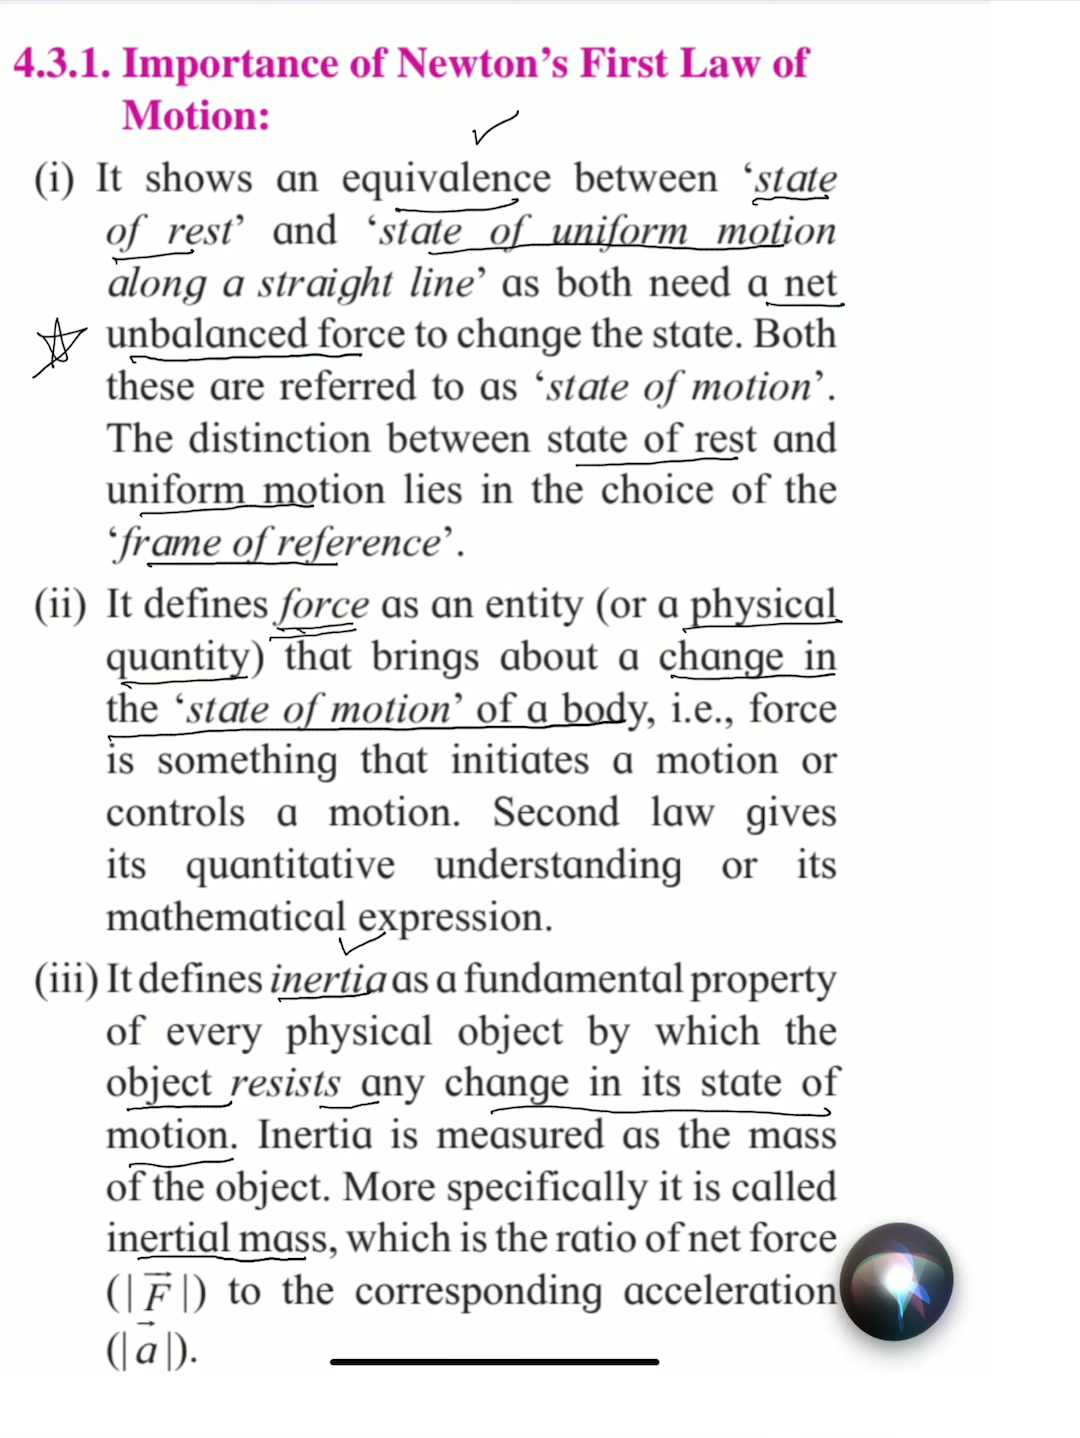 4.3.1. Importance of Newton’s First Law of
Motion:
(i) It shows an equivalence between ‘state
of rest’ and ‘state of uniform motion
along a straight line’ as both need a net
unbalanced force to change the state. Both
these are referred to as ‘state of motion’.
The distinction between state of rest and
uniform motion lies in the choice of the
‘frame of reference’.
(ii) It defines force as an entity (or a physical
quantity) that brings about a change in
the ‘state of motion’ of a body, i.e., force
is something that initiates a motion or
controls a motion. Second law gives
its quantitative understanding or its
mathematical expression.
(iii) It defines inertia as a fundamental property
of every physical object by which the
object resists any change in its state of
motion. Inertia is measured as the mass
of the object. More specifically it is called
inertial mass, which is the ratio of net force
(|F⃗|) to the corresponding acceleration
(|a⃗|).